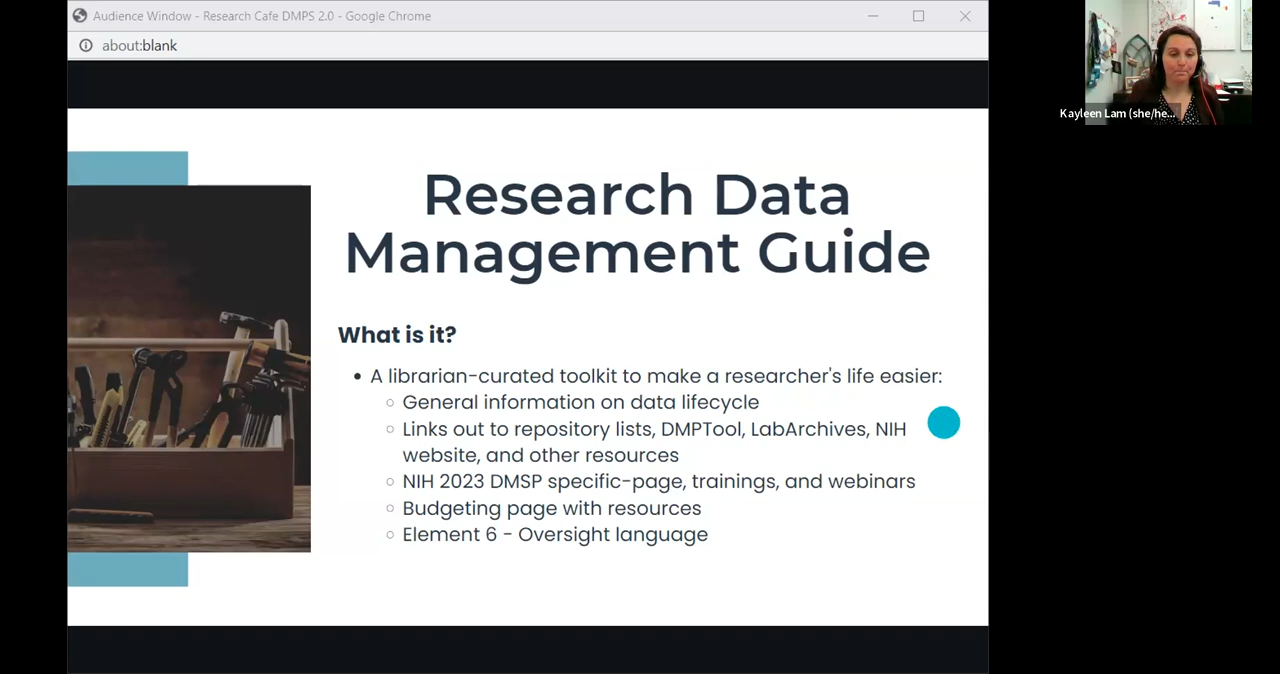 Audience Window - Research Cafe DMPS 2.0 - Google Chrome
about:blank
Kayleen Lam (she/he...
Research Data
Management Guide
What is it?
• A librarian-curated toolkit to make a researcher's life easier:
○ General information on data lifecycle
○ Links out to repository lists, DMPTool, LabArchives, NIH
website, and other resources
○ NIH 2023 DMSP specific-page, trainings, and webinars
○ Budgeting page with resources
○ Element 6 - Oversight language